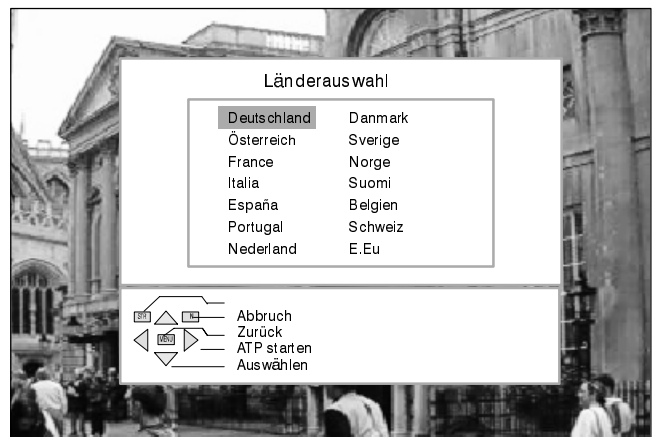 Länderauswahl
Deutschland Danmark
Österreich Sverige
France Norge
Italia Suomi
España Belgien
Portugal Schweiz
Nederland E.Eu
Abbruch
MENU Zurück
ATP starten
Auswählen